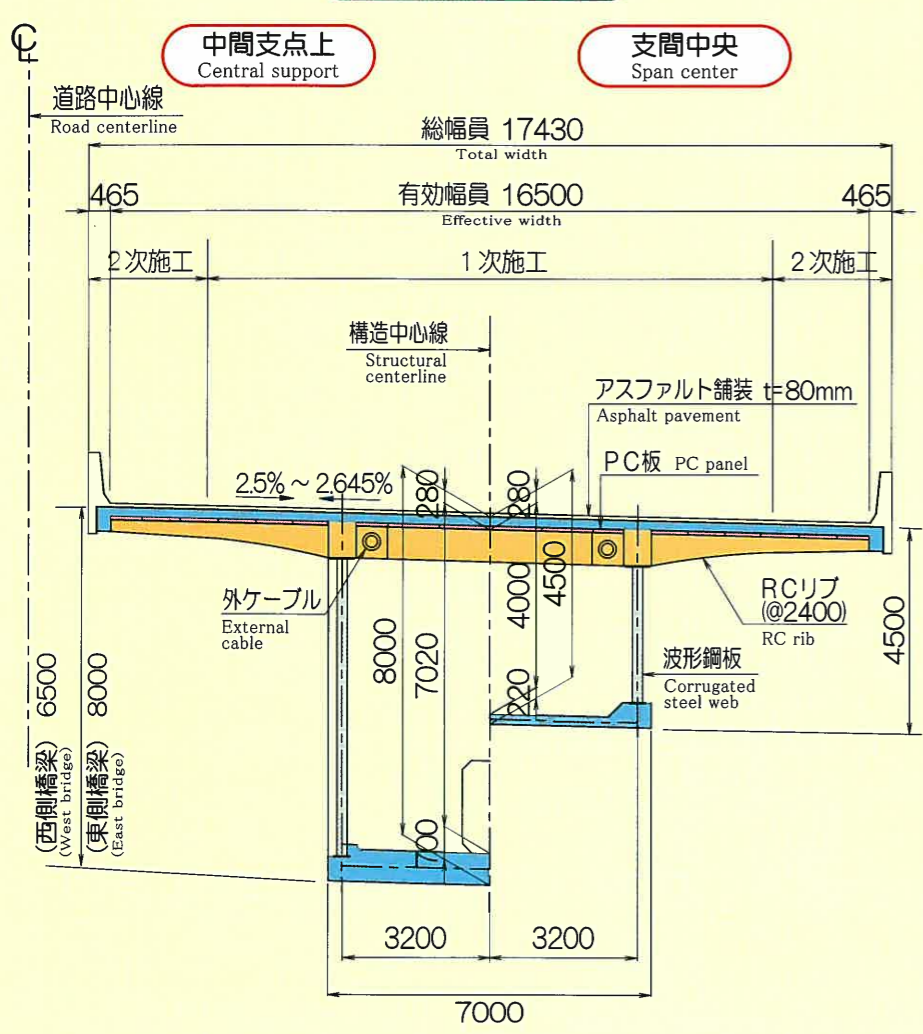 ℄
中間支点上
Central support
支間中央
Span center
道路中心線
Road centerline
総幅員 17430
Total width
465
有効幅員 16500
Effective width
465
2次施工
1次施工
2次施工
構造中心線
Structural
centerline
アスファルト舗装 t=80mm
Asphalt pavement
PC板 PC panel
2.5%~2.645%
280
280
外ケーブル
External
cable
8000
7020
4000
4500
220
RCリブ
(@2400)
RC rib
波形鋼板
Corrugated
steel web
4500
(西側橋梁) 6500
(West bridge)
(東側橋梁) 8000
(East bridge)
700
3200
3200
7000